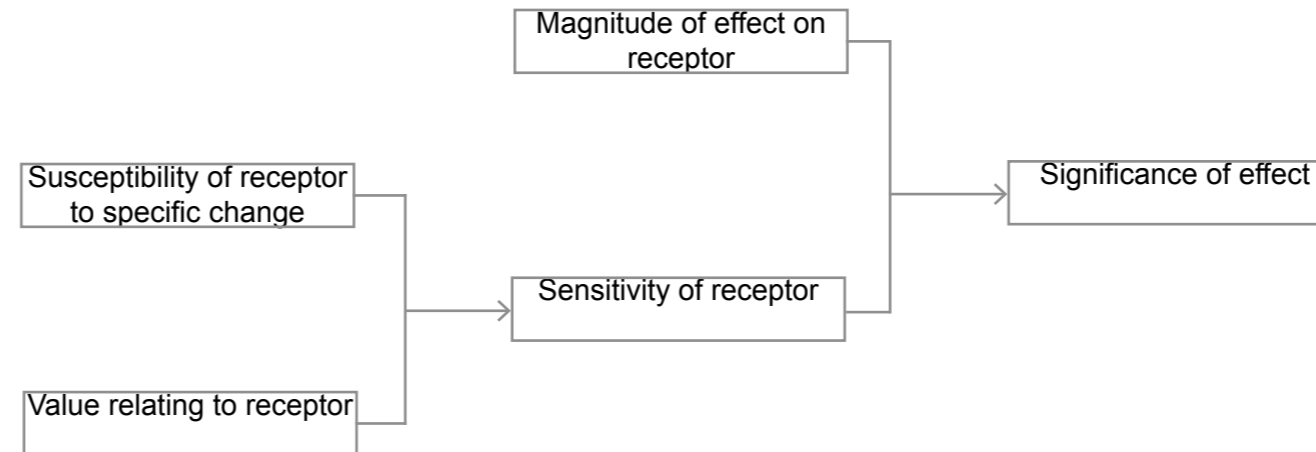 Magnitude of effect on
receptor
Susceptibility of receptor
to specific change
Significance of effect
Sensitivity of receptor
Value relating to receptor